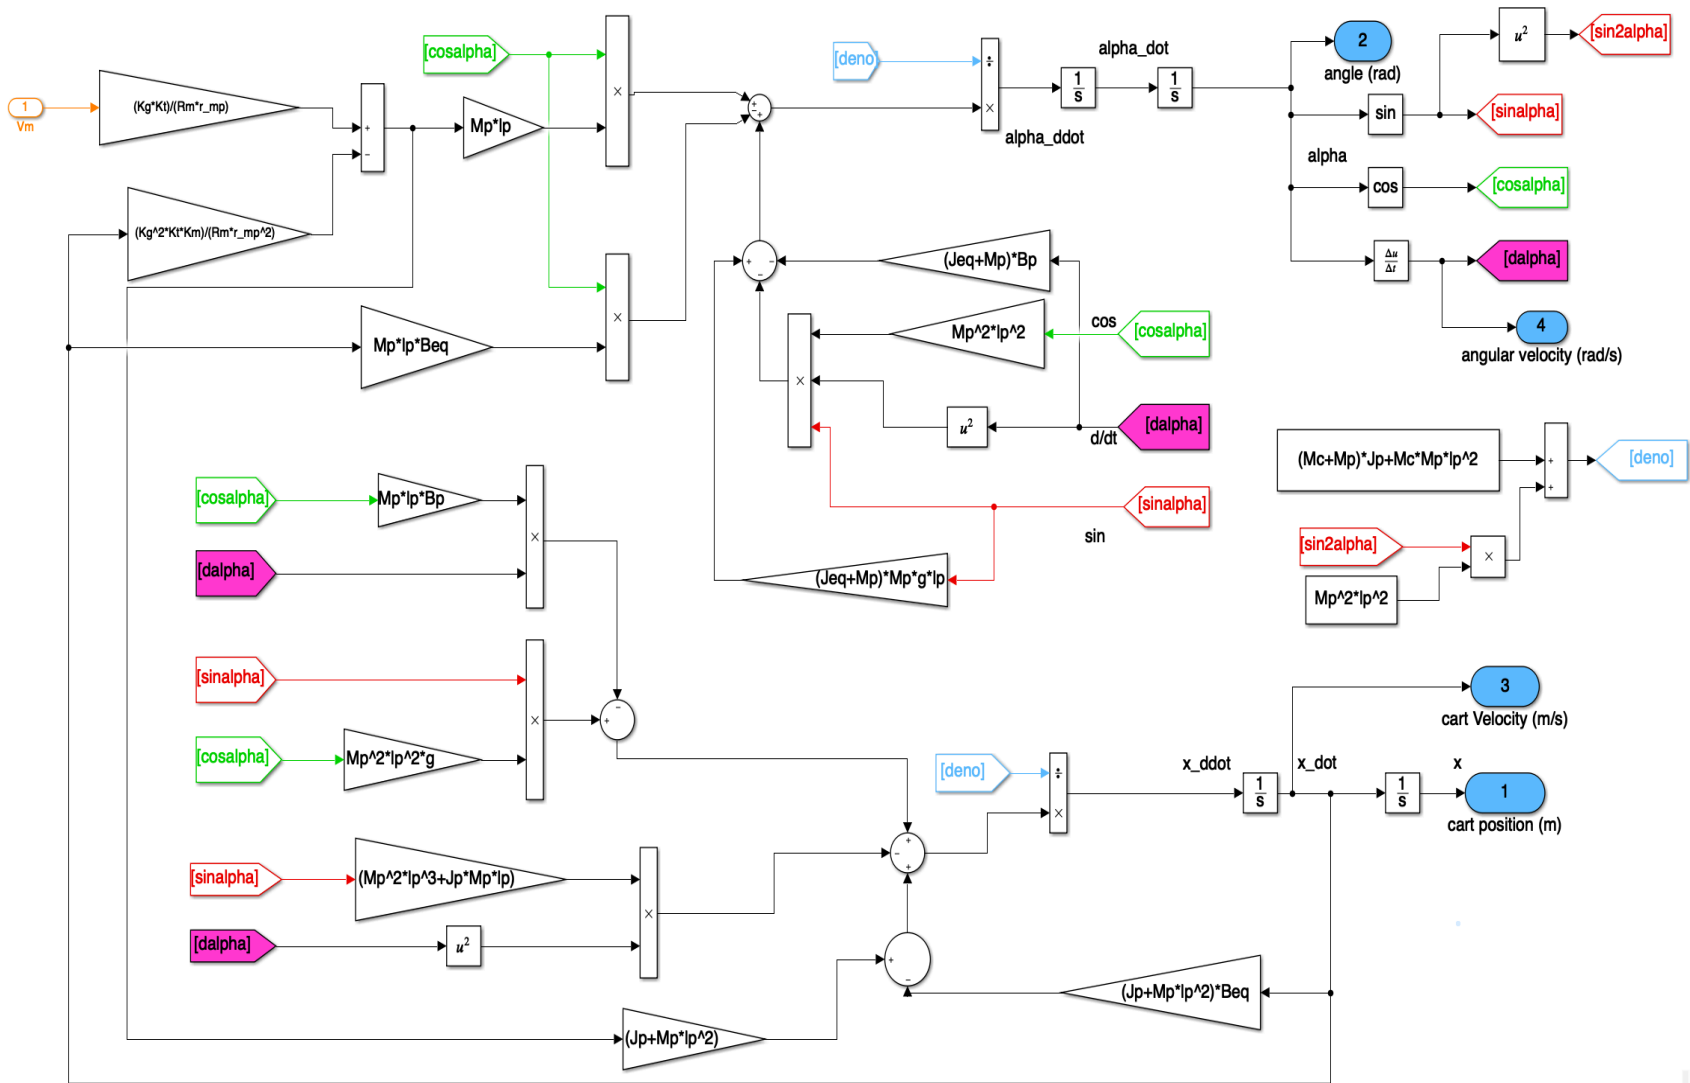 [cosalpha]
[deno]
÷
×
alpha_dot
1
s
1
s
alpha_ddot
2
angle (rad)
u²
[sin2alpha]
1
Vm
(Kg*Kt)/(Rm*r_mp)
+
−
Mp*lp
×
+
−
+
sin
[sinalpha]
alpha
cos
[cosalpha]
(Kg^2*Kt*Km)/(Rm*r_mp^2)
Δu
Δt
[dalpha]
4
angular velocity (rad/s)
Mp*lp*Beq
×
+
−
−
(Jeq+Mp)*Bp
Mp^2*lp^2
cos
[cosalpha]
×
u²
d/dt
[dalpha]
[sinalpha]
sin
(Jeq+Mp)*Mp*g*lp
(Mc+Mp)*Jp+Mc*Mp*lp^2
+
+
[deno]
[sin2alpha]
×
Mp^2*lp^2
[cosalpha]
Mp*lp*Bp
×
[dalpha]
[sinalpha]
×
−
+
[cosalpha]
Mp^2*lp^2*g
[deno]
÷
×
x_ddot
1
s
x_dot
1
s
x
3
cart Velocity (m/s)
1
cart position (m)
[sinalpha]
(Mp^2*lp^3+Jp*Mp*lp)
×
+
−
+
[dalpha]
u²
+
−
(Jp+Mp*lp^2)*Beq
(Jp+Mp*lp^2)